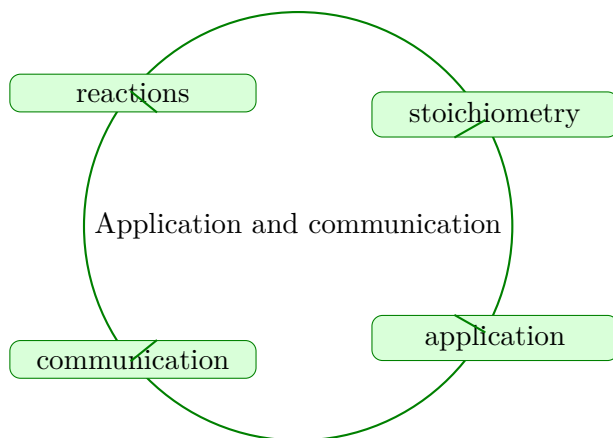 reactions
stoichiometry
Application and communication
communication
application